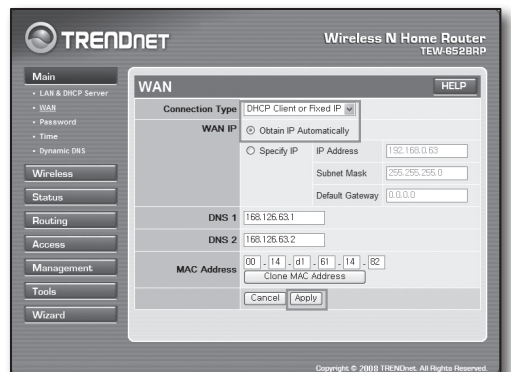 TRENDNET
Wireless N Home Router
TEW-652BRP
Main
• LAN & DHCP Server
• WAN
• Password
• Time
• Dynamic DNS
Wireless
Status
Routing
Access
Management
Tools
Wizard
WAN HELP
Connection Type DHCP Client or Fixed IP
WAN IP Obtain IP Automatically
Specify IP IP Address 192.168.0.63
Subnet Mask 255.255.255.0
Default Gateway 0.0.0.0
DNS 1 168.126.63.1
DNS 2 168.126.63.2
MAC Address 00 - 14 - d1 - 61 - 14 - 82
Clone MAC Address
Cancel Apply
Copyright © 2008 TRENDnet. All Rights Reserved.